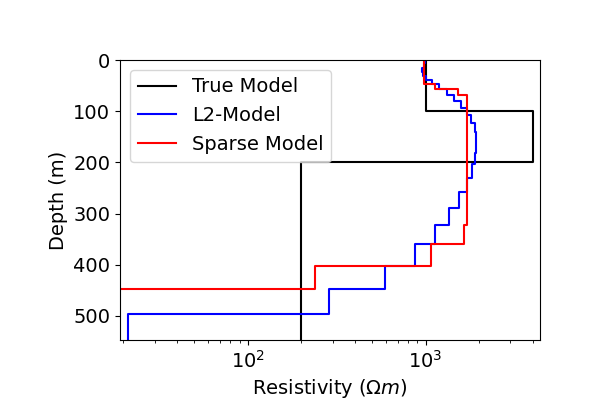 0
100
200
300
400
500
Depth (m)
True Model
L2-Model
Sparse Model
10²
10³
Resistivity (Ωm)